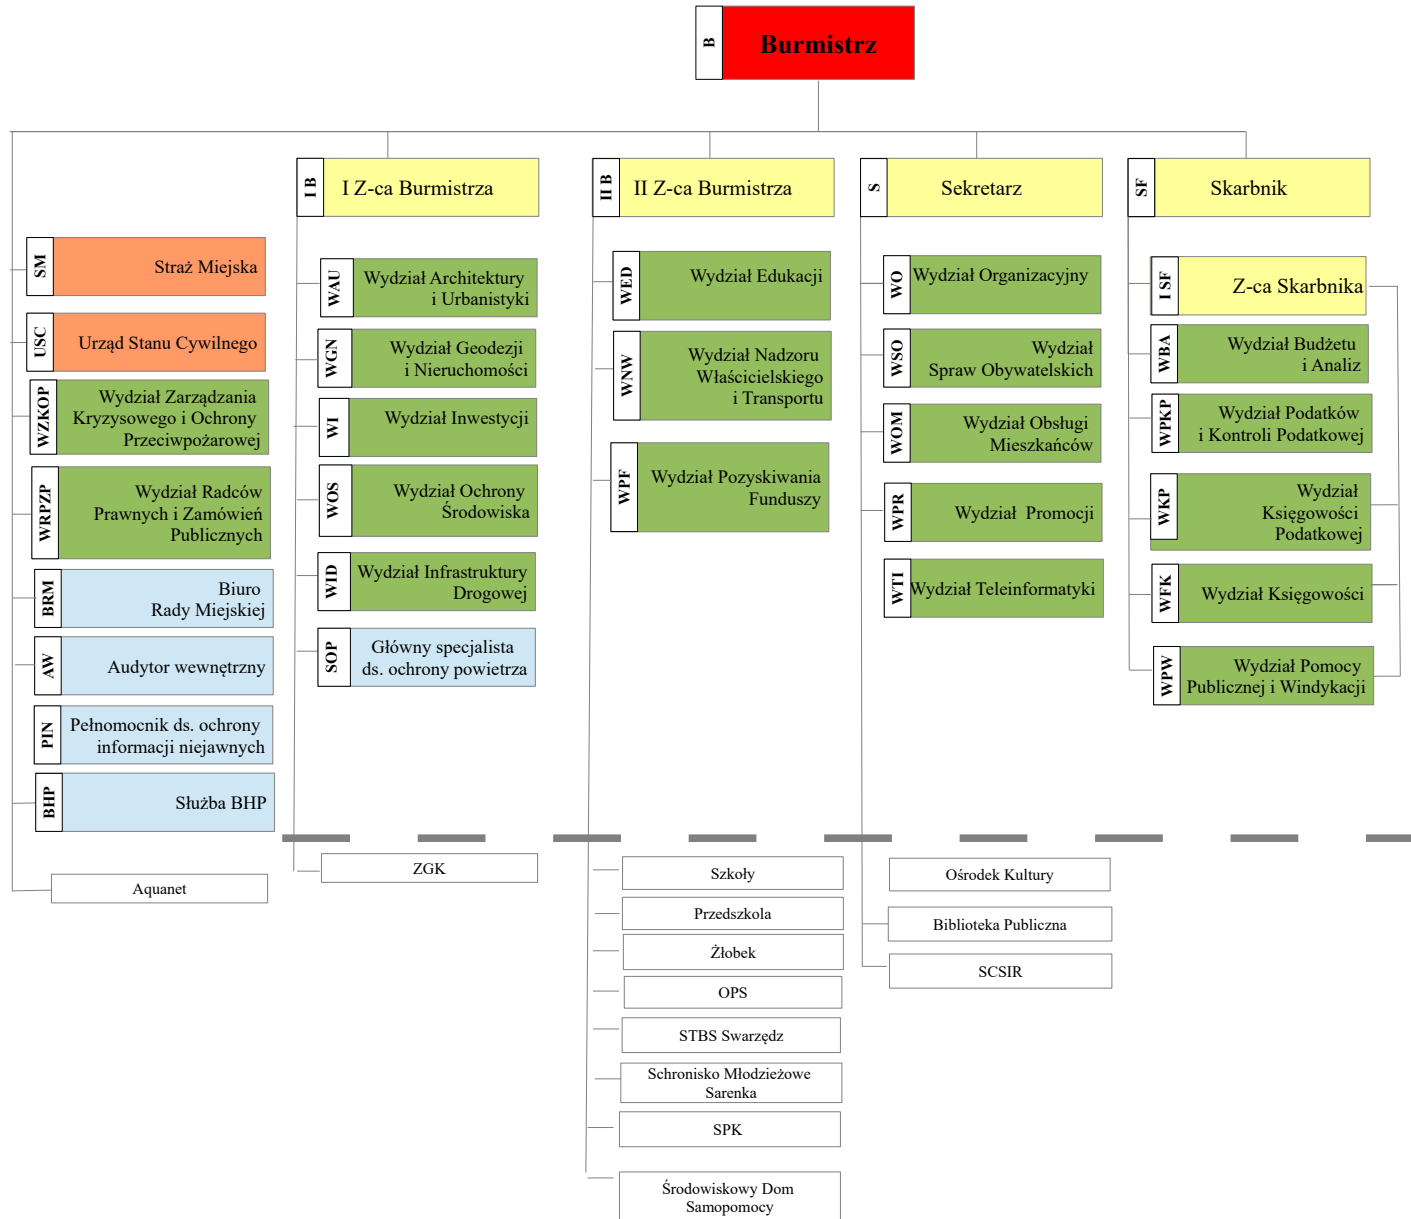 B
Burmistrz
I B
I Z-ca Burmistrza
II B
II Z-ca Burmistrza
S
Sekretarz
SF
Skarbnik
SM
Straż Miejska
USC
Urząd Stanu Cywilnego
WZKOP
Wydział Zarządzania
Kryzysowego i Ochrony
Przeciwpożarowej
WRPZP
Wydział Radców
Prawnych i Zamówień
Publicznych
BRM
Biuro
Rady Miejskiej
AW
Audytor wewnętrzny
PIN
Pełnomocnik ds. ochrony
informacji niejawnych
BHP
Służba BHP
Aquanet
WAU
Wydział Architektury
i Urbanistyki
WGN
Wydział Geodezji
i Nieruchomości
WI
Wydział Inwestycji
WOS
Wydział Ochrony
Środowiska
WID
Wydział Infrastruktury
Drogowej
SOP
Główny specjalista
ds. ochrony powietrza
ZGK
WED
Wydział Edukacji
WNW
Wydział Nadzoru
Właścicielskiego
i Transportu
WPF
Wydział Pozyskiwania
Funduszy
Szkoły
Przedszkola
Żłobek
OPS
STBS Swarzędz
Schronisko Młodzieżowe
Sarenka
SPK
Środowiskowy Dom
Samopomocy
WO
Wydział Organizacyjny
WSO
Wydział
Spraw Obywatelskich
WOM
Wydział Obsługi
Mieszkańców
WPR
Wydział Promocji
WTI
Wydział Teleinformatyki
Ośrodek Kultury
Biblioteka Publiczna
SCSIR
I SF
Z-ca Skarbnika
WBA
Wydział Budżetu
i Analiz
WPKP
Wydział Podatków
i Kontroli Podatkowej
WKP
Wydział
Księgowości
Podatkowej
WFK
Wydział Księgowości
WPW
Wydział Pomocy
Publicznej i Windykacji